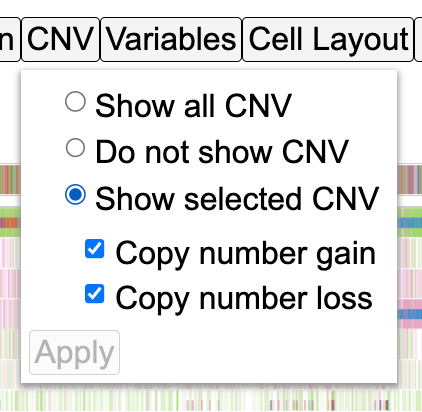 n CNV Variables Cell Layout
Show all CNV
Do not show CNV
Show selected CNV
Copy number gain
Copy number loss
Apply